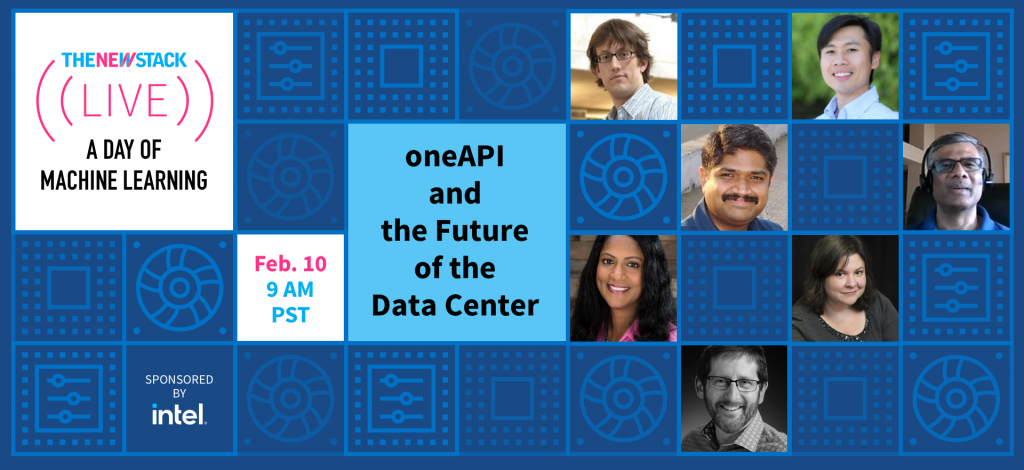 THENEWSTACK
LIVE
A DAY OF
MACHINE LEARNING
oneAPI
and
the Future
of the
Data Center
Feb. 10
9 AM
PST
SPONSORED
BY
intel.